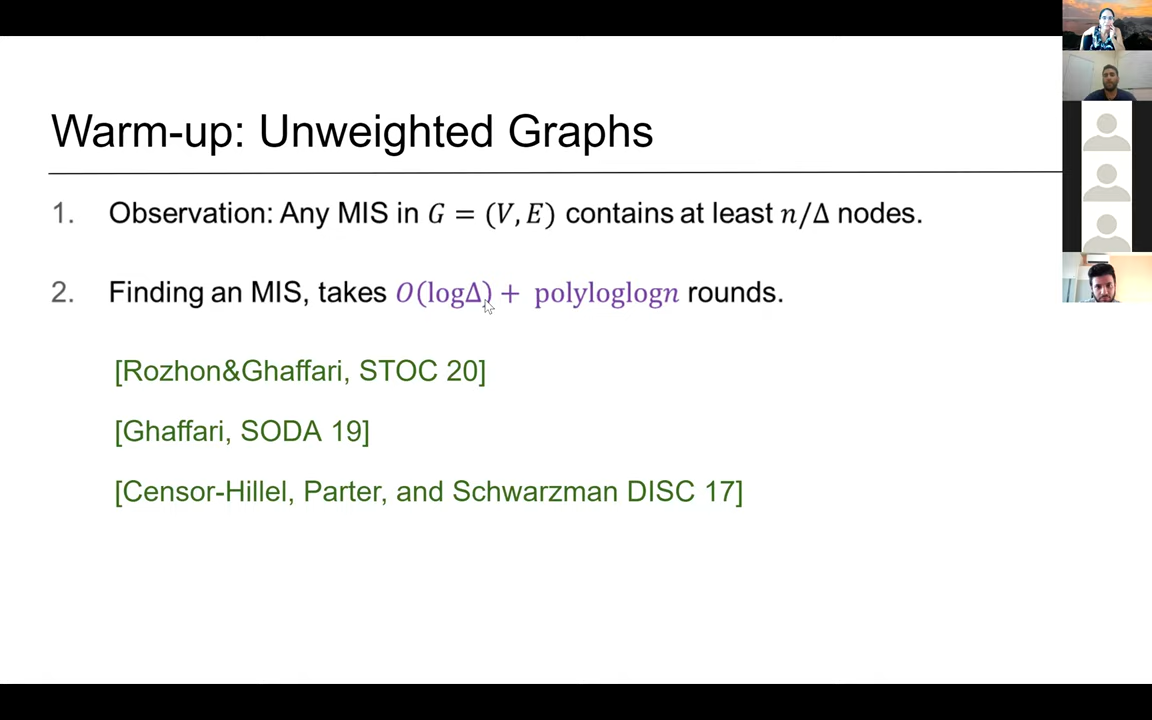 Warm-up: Unweighted Graphs
1. Observation: Any MIS in G = (V, E) contains at least n/Δ nodes.
2. Finding an MIS, takes O(logΔ) + polyloglogn rounds.
[Rozhon&Ghaffari, STOC 20]
[Ghaffari, SODA 19]
[Censor-Hillel, Parter, and Schwarzman DISC 17]